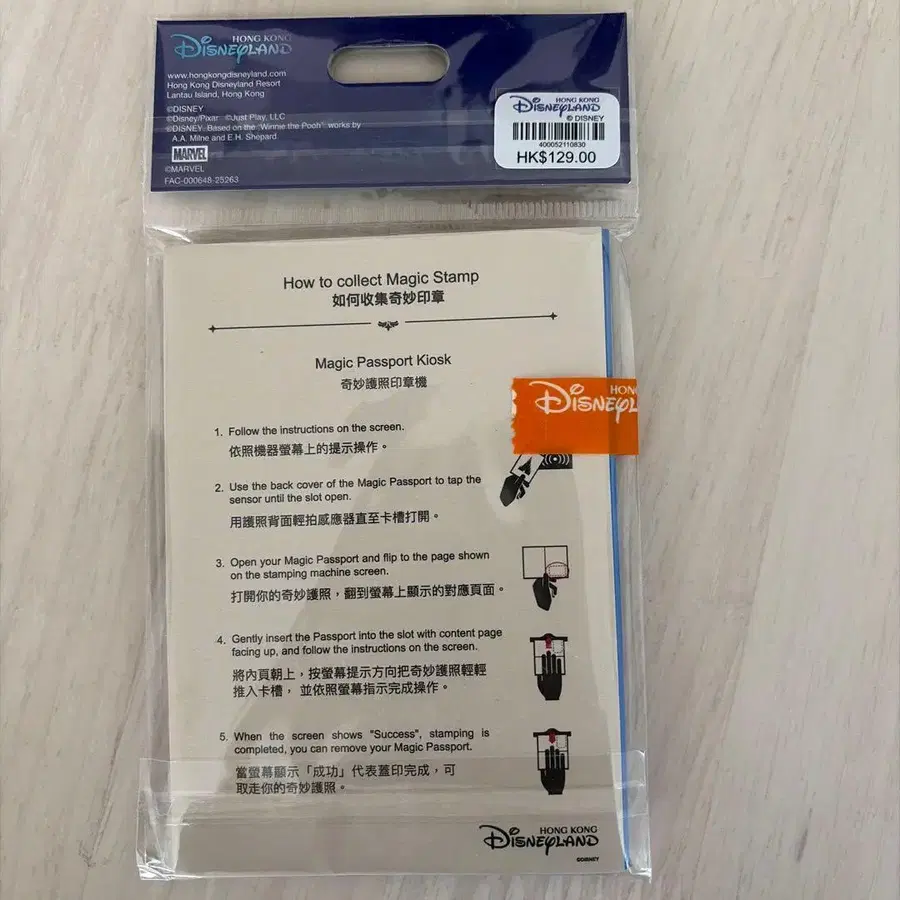 HONG KONG
DISNEYLAND
www.hongkongdisneyland.com
Hong Kong Disneyland Resort
Lantau Island, Hong Kong
©DISNEY
©Disney/Pixar ©Just Play, LLC
©DISNEY. Based on the "Winnie the Pooh" works by
A.A. Milne and E.H. Shepard.
MARVEL
©MARVEL
FAC-000648-25263
HONG KONG
DISNEYLAND
© DISNEY
400052110830
HK$129.00
How to collect Magic Stamp
如何收集奇妙印章
Magic Passport Kiosk
奇妙護照印章機
HONG
DISNEYL
1. Follow the instructions on the screen.
依照機器螢幕上的提示操作。
2. Use the back cover of the Magic Passport to tap the
sensor until the slot open.
用護照背面輕拍感應器直至卡槽打開。
3. Open your Magic Passport and flip to the page shown
on the stamping machine screen.
打開你的奇妙護照，翻到螢幕上顯示的對應頁面。
4. Gently insert the Passport into the slot with content page
facing up, and follow the instructions on the screen.
將內頁朝上，按螢幕提示方向把奇妙護照輕輕
推入卡槽， 並依照螢幕指示完成操作。
5. When the screen shows "Success", stamping is
completed, you can remove your Magic Passport.
當螢幕顯示「成功」代表蓋印完成，可
取走你的奇妙護照。
HONG KONG
DISNEYLAND
©DISNEY